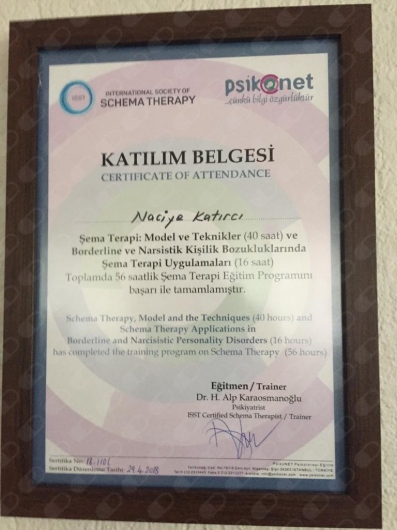 ISST
INTERNATIONAL SOCIETY OF
SCHEMA THERAPY
psikonet
...çünkü bilgi özgürlüktür
KATILIM BELGESİ
CERTIFICATE OF ATTENDANCE
Naciye Katırcı
Şema Terapi: Model ve Teknikler (40 saat) ve
Borderline ve Narsistik Kişilik Bozukluklarında
Şema Terapi Uygulamaları (16 saat)
Toplamda 56 saatlik Şema Terapi Eğitim Programını
başarı ile tamamlamıştır.
Schema Therapy, Model and the Techniques (40 hours) and
Schema Therapy Applications in
Borderline and Narcissistic Personality Disorders (16 hours)
has completed the training program on Schema Therapy (56 hours)
Eğitmen / Trainer
Dr. H. Alp Karaosmanoğlu
Psikiyatrist
ISST Certified Schema Therapist / Trainer
Sertifika No:
Sertifika Düzenleme Tarihi: 29.4.2018